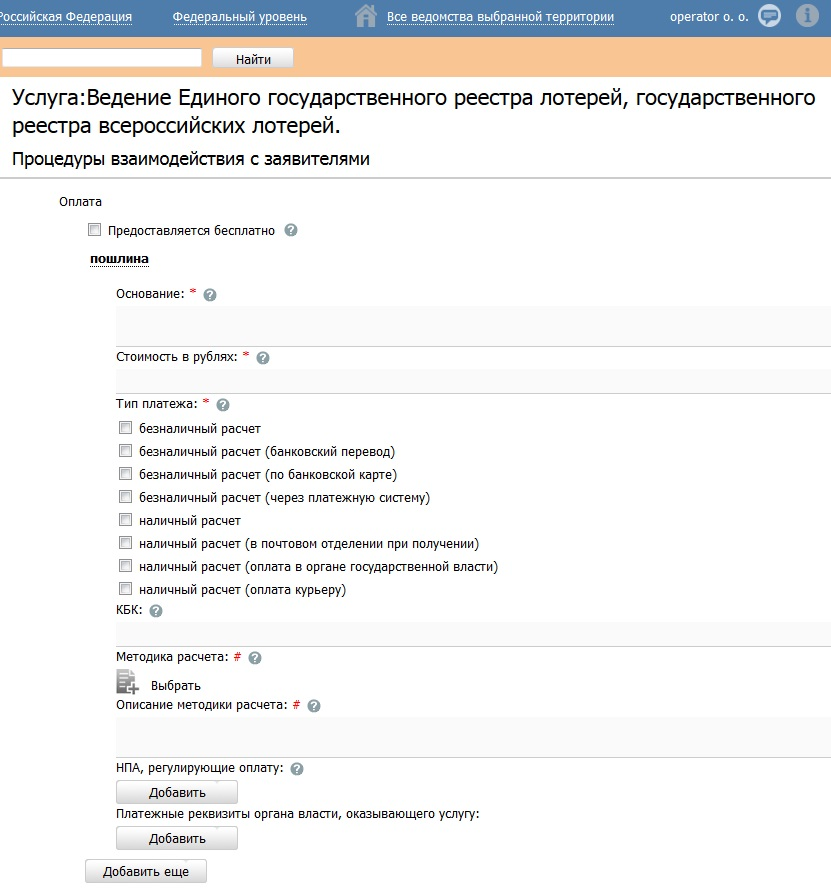 Российская Федерация Федеральный уровень Все ведомства выбранной территории operator o. o.
Найти
Услуга:Ведение Единого государственного реестра лотерей, государственного
реестра всероссийских лотерей.
Процедуры взаимодействия с заявителями
Оплата
Предоставляется бесплатно ?
пошлина
Основание: * ?
Стоимость в рублях: * ?
Тип платежа: * ?
безналичный расчет
безналичный расчет (банковский перевод)
безналичный расчет (по банковской карте)
безналичный расчет (через платежную систему)
наличный расчет
наличный расчет (в почтовом отделении при получении)
наличный расчет (оплата в органе государственной власти)
наличный расчет (оплата курьеру)
КБК: ?
Методика расчета: # ?
Выбрать
Описание методики расчета: # ?
НПА, регулирующие оплату: ?
Добавить
Платежные реквизиты органа власти, оказывающего услугу:
Добавить
Добавить еще